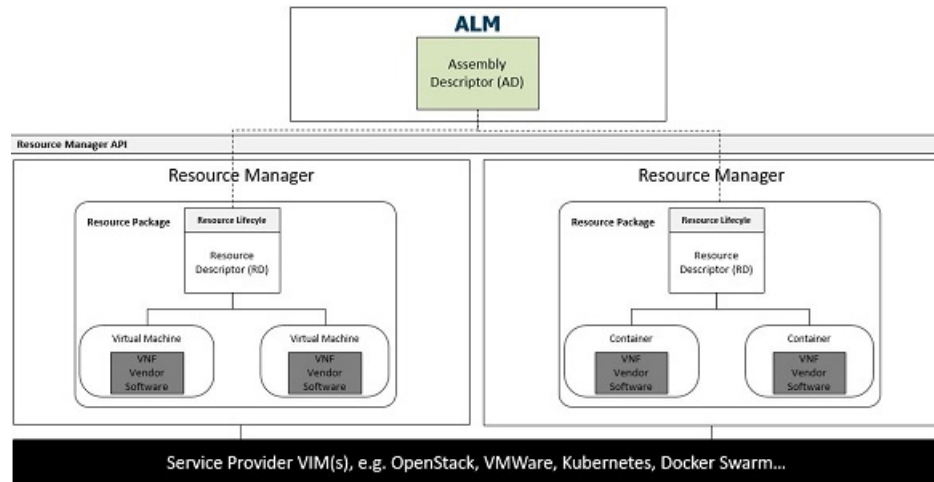 ALM
Assembly
Descriptor (AD)
Resource Manager API
Resource Manager
Resource Package
Resource Lifecyle
Resource
Descriptor (RD)
Virtual Machine
VNF
Vendor
Software
Virtual Machine
VNF
Vendor
Software
Resource Manager
Resource Package
Resource Lifecyle
Resource
Descriptor (RD)
Container
VNF
Vendor
Software
Container
VNF
Vendor
Software
Service Provider VIM(s), e.g. OpenStack, VMWare, Kubernetes, Docker Swarm...